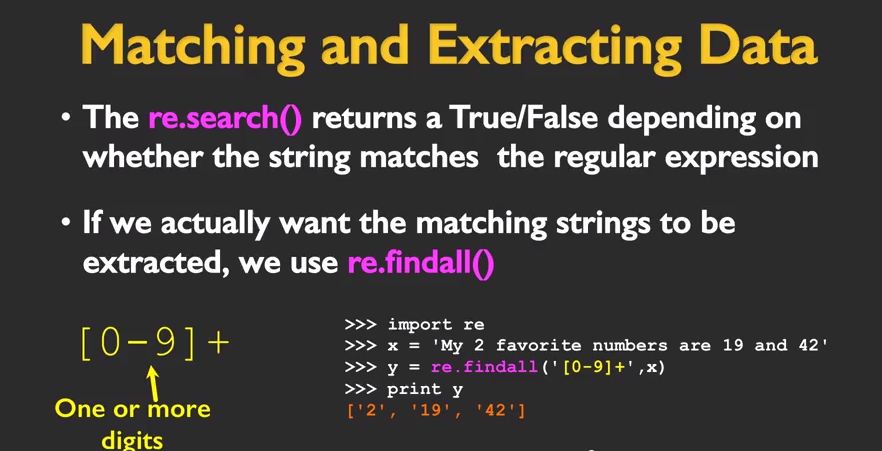 Matching and Extracting Data
• The re.search() returns a True/False depending on
whether the string matches the regular expression
• If we actually want the matching strings to be
extracted, we use re.findall()
[0-9]+
One or more
digits
>>> import re
>>> x = 'My 2 favorite numbers are 19 and 42'
>>> y = re.findall('[0-9]+',x)
>>> print y
['2', '19', '42']